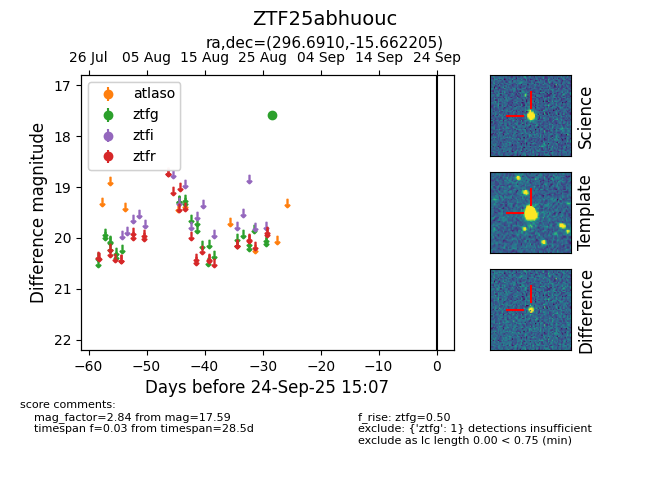 ZTF25abhuouc
ra,dec=(296.6910,-15.662205)
26 Jul 05 Aug 15 Aug 25 Aug 04 Sep 14 Sep 24 Sep
17
18
19
20
21
22
Difference magnitude
atlaso
ztfg
ztfi
ztfr
−60 −50 −40 −30 −20 −10 0
Days before 24-Sep-25 15:07
Science
Template
Difference
score comments:
mag_factor=2.84 from mag=17.59
timespan f=0.03 from timespan=28.5d
f_rise: ztfg=0.50
exclude: {'ztfg': 1} detections insufficient
exclude as lc length 0.00 < 0.75 (min)